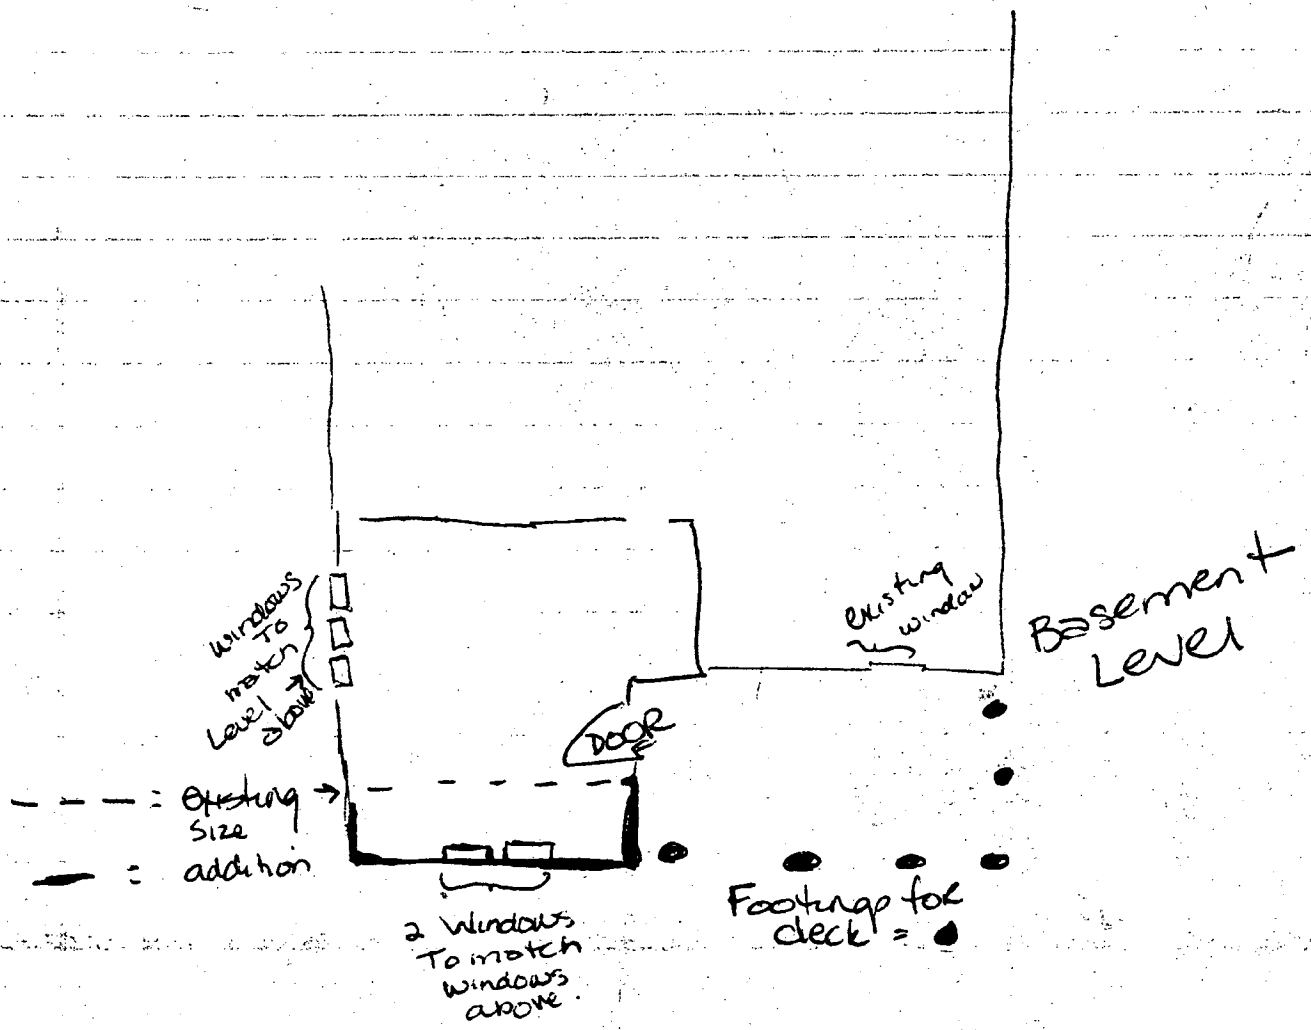 existing
window
Basement
Level
windows
To
match
Level →
above
DOOR
- - - : existing →
size
- : addition
2 windows
To match
windows
above.
Footings for
deck = ●